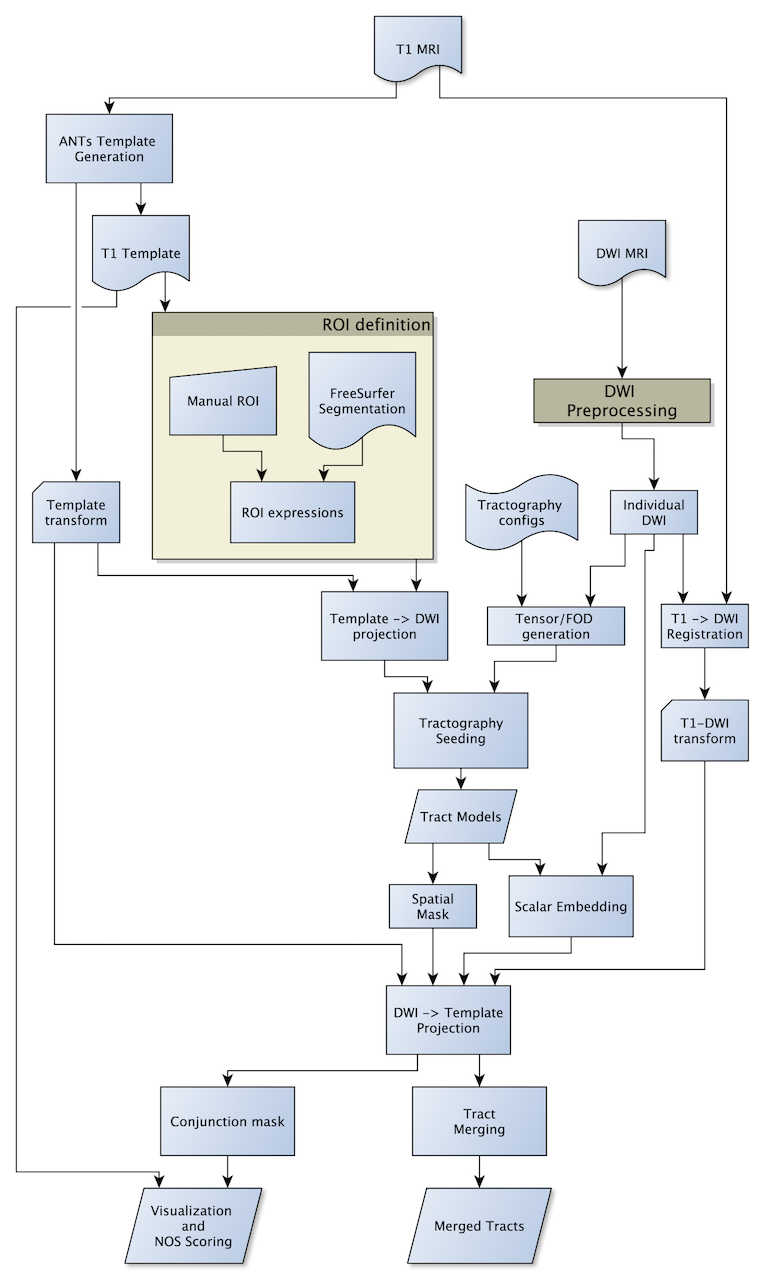 T1 MRI
ANTs Template
Generation
T1 Template
DWI MRI
ROI definition
Manual ROI
FreeSurfer
Segmentation
ROI expressions
DWI
Preprocessing
Template
transform
Tractography
configs
Individual
DWI
Template -> DWI
projection
Tensor/FOD
generation
T1 -> DWI
Registration
Tractography
Seeding
T1-DWI
transform
Tract Models
Spatial
Mask
Scalar Embedding
DWI -> Template
Projection
Conjunction mask
Tract
Merging
Visualization
and
NOS Scoring
Merged Tracts